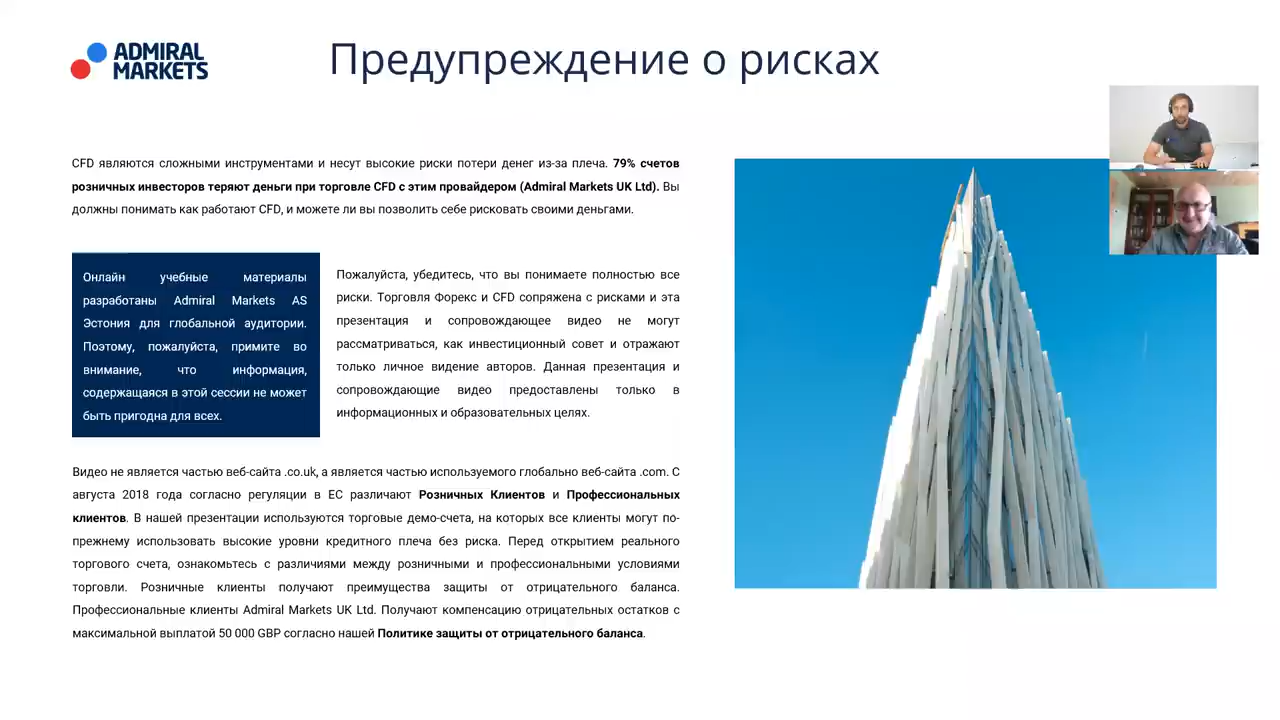 ADMIRAL
MARKETS
Предупреждение о рисках
CFD являются сложными инструментами и несут высокие риски потери денег из-за плеча. 79% счетов
розничных инвесторов теряют деньги при торговле CFD с этим провайдером (Admiral Markets UK Ltd). Вы
должны понимать как работают CFD, и можете ли вы позволить себе рисковать своими деньгами.
Онлайн учебные материалы
разработаны Admiral Markets AS
Эстония для глобальной аудитории.
Поэтому, пожалуйста, примите во
внимание, что информация,
содержащаяся в этой сессии не может
быть пригодна для всех.
Пожалуйста, убедитесь, что вы понимаете полностью все
риски. Торговля Форекс и CFD сопряжена с рисками и эта
презентация и сопровождающее видео не могут
рассматриваться, как инвестиционный совет и отражают
только личное видение авторов. Данная презентация и
сопровождающие видео предоставлены только в
информационных и образовательных целях.
Видео не является частью веб-сайта .co.uk, а является частью используемого глобально веб-сайта .com. С
августа 2018 года согласно регуляции в ЕС различают Розничных Клиентов и Профессиональных
клиентов. В нашей презентации используются торговые демо-счета, на которых все клиенты могут по-
прежнему использовать высокие уровни кредитного плеча без риска. Перед открытием реального
торгового счета, ознакомьтесь с различиями между розничными и профессиональными условиями
торговли. Розничные клиенты получают преимущества защиты от отрицательного баланса.
Профессиональные клиенты Admiral Markets UK Ltd. Получают компенсацию отрицательных остатков с
максимальной выплатой 50 000 GBP согласно нашей Политике защиты от отрицательного баланса.